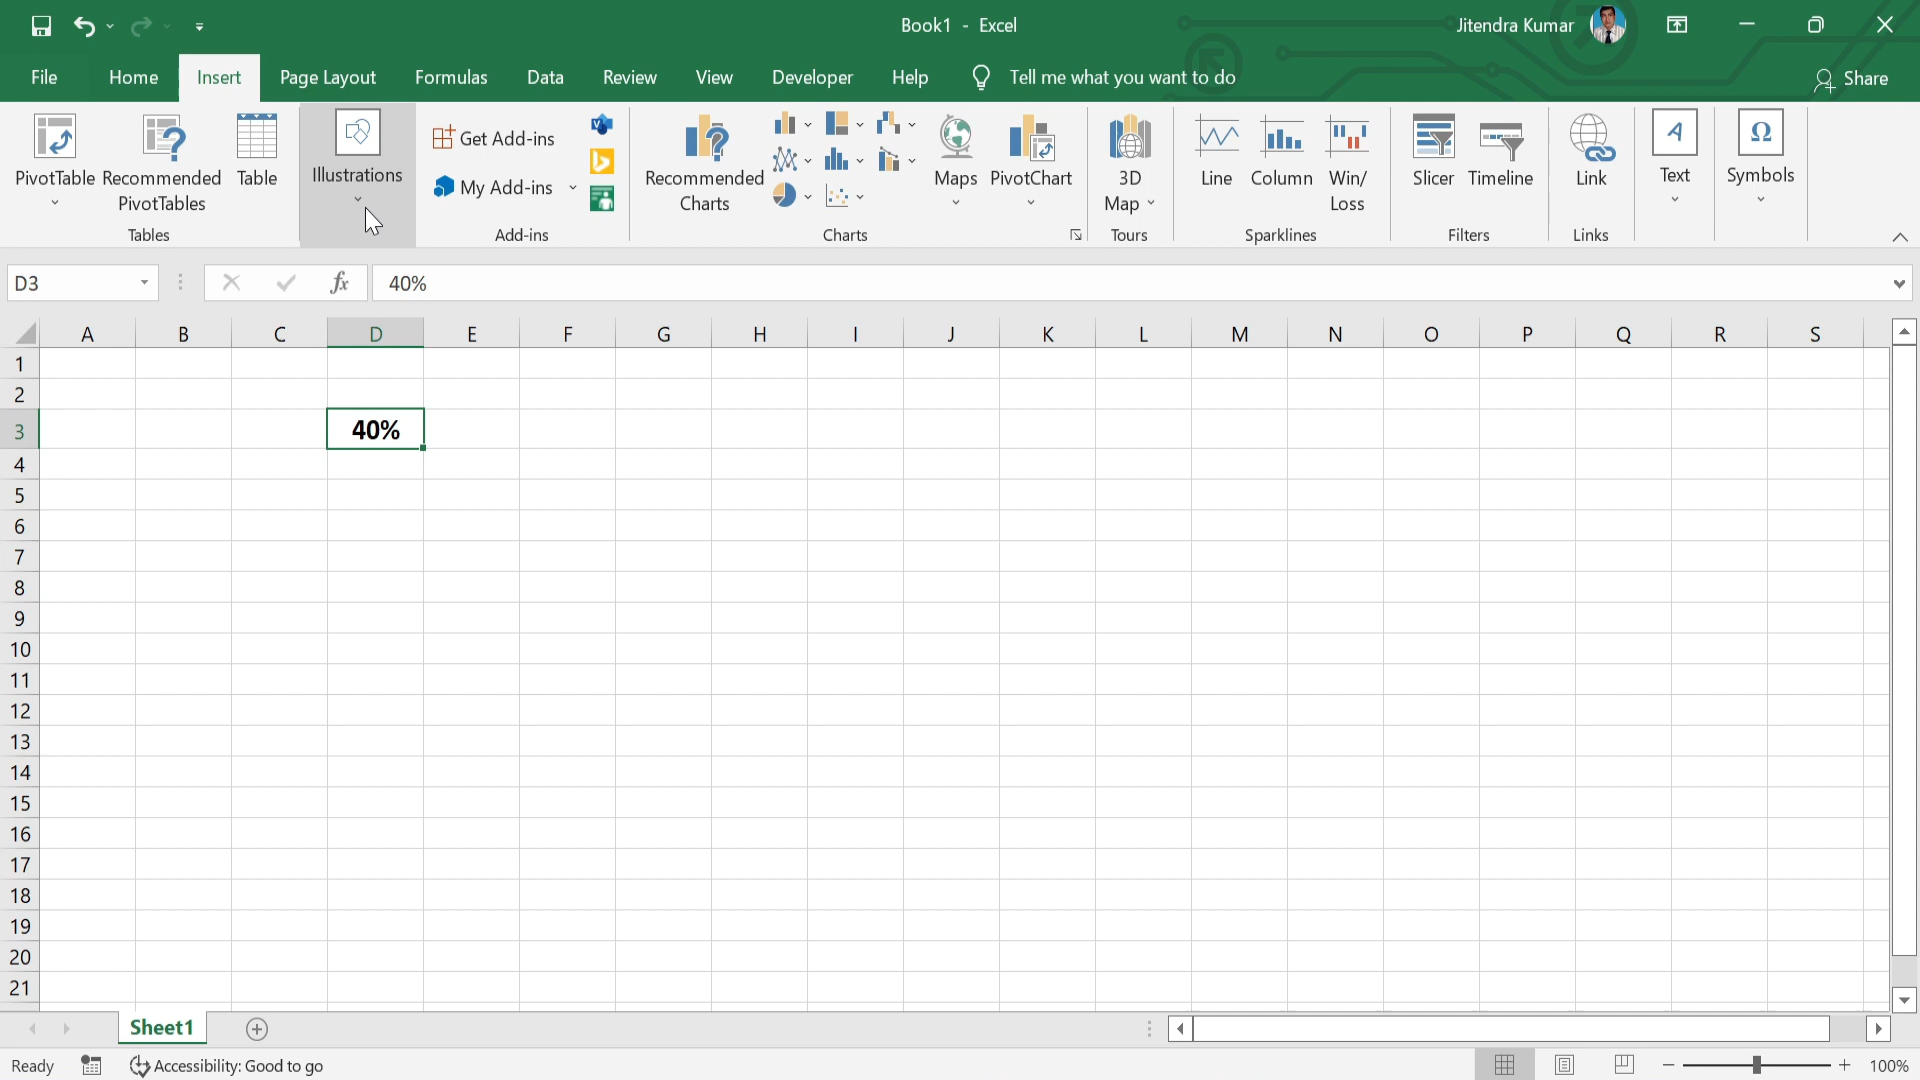 Book1 - Excel
Jitendra Kumar
File Home Insert Page Layout Formulas Data Review View Developer Help Tell me what you want to do Share
PivotTable
Recommended
PivotTables
Table
Tables
Illustrations
Get Add-ins
My Add-ins
Add-ins
Recommended
Charts
Maps
PivotChart
Charts
3D
Map
Tours
Line
Column
Win/
Loss
Sparklines
Slicer
Timeline
Filters
Link
Links
Text
Symbols
D3 fx 40%
A B C D E F G H I J K L M N O P Q R S
1
2
3 40%
4
5
6
7
8
9
10
11
12
13
14
15
16
17
18
19
20
21
Sheet1
Ready Accessibility: Good to go 100%